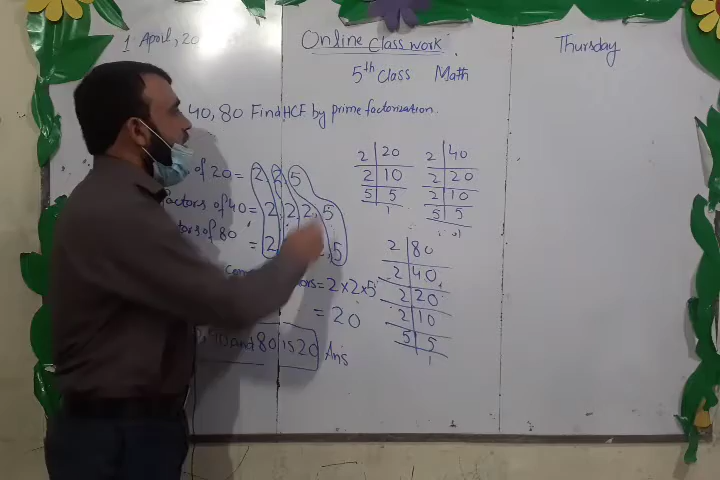 1 April, 20
Online Class work
Thursday
5th Class Math
40, 80 Find HCF by prime factorization.
of 20 = 2, 2, 5
factors of 40 = 2, 2, 2, 5
of 80 = 2 , 5
= 2 x 2 x 5
= 20
and 80 is 20 Ans
2 | 20
2 | 10
5 | 5
1
2 | 40
2 | 20
2 | 10
5 | 5
2 | 80
2 | 40
2 | 20
2 | 10
5 | 5
1